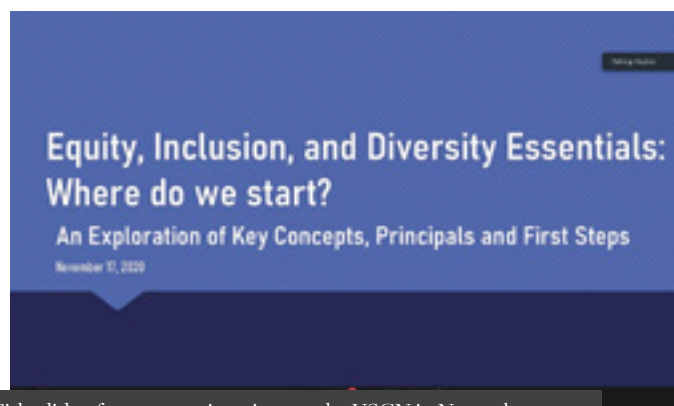 Equity, Inclusion, and Diversity Essentials:
Where do we start?
An Exploration of Key Concepts, Principals and First Steps
November 17, 2020